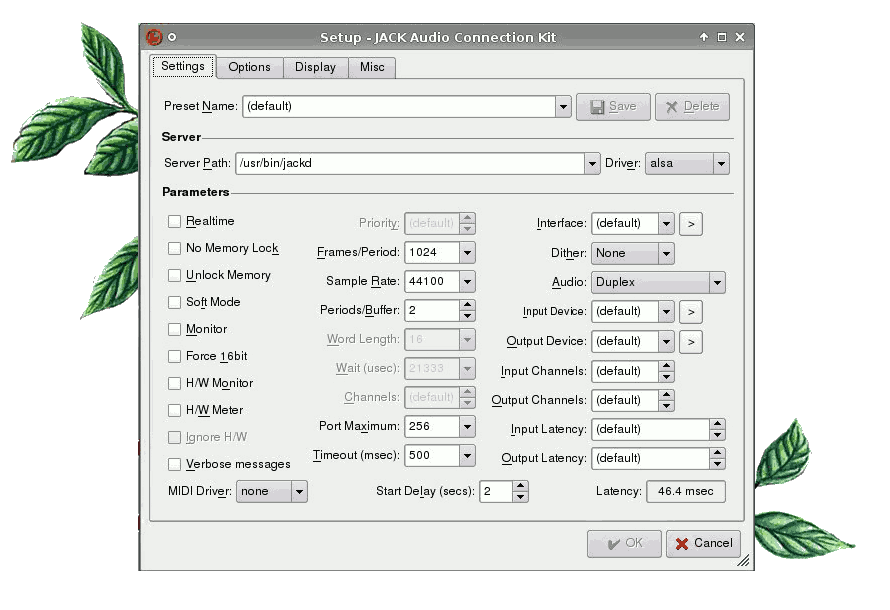 Setup - JACK Audio Connection Kit
Settings Options Display Misc
Preset Name: (default) Save Delete
Server
Server Path: /usr/bin/jackd Driver: alsa
Parameters
Realtime Priority: (default) Interface: (default) >
No Memory Lock Frames/Period: 1024 Dither: None
Unlock Memory Sample Rate: 44100 Audio: Duplex
Soft Mode Periods/Buffer: 2 Input Device: (default) >
Monitor Word Length: 16 Output Device: (default) >
Force 16bit Wait (usec): 21333 Input Channels: (default)
H/W Monitor Channels: (default) Output Channels: (default)
H/W Meter Port Maximum: 256 Input Latency: (default)
Ignore H/W Timeout (msec): 500 Output Latency: (default)
Verbose messages
MIDI Driver: none Start Delay (secs): 2 Latency: 46.4 msec
OK Cancel